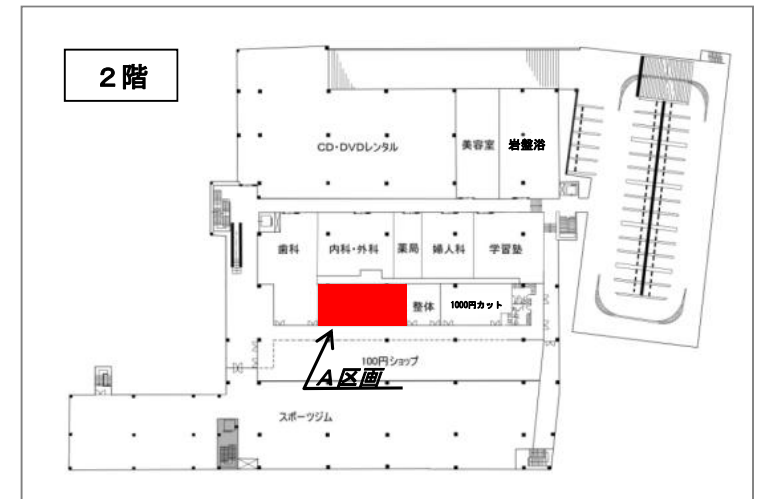 ２階
CD・DVDレンタル
美容室
岩盤浴
歯科
内科・外科
薬局
婦人科
学習塾
整体
1000円カット
100円ショップ
A区画
スポーツジム